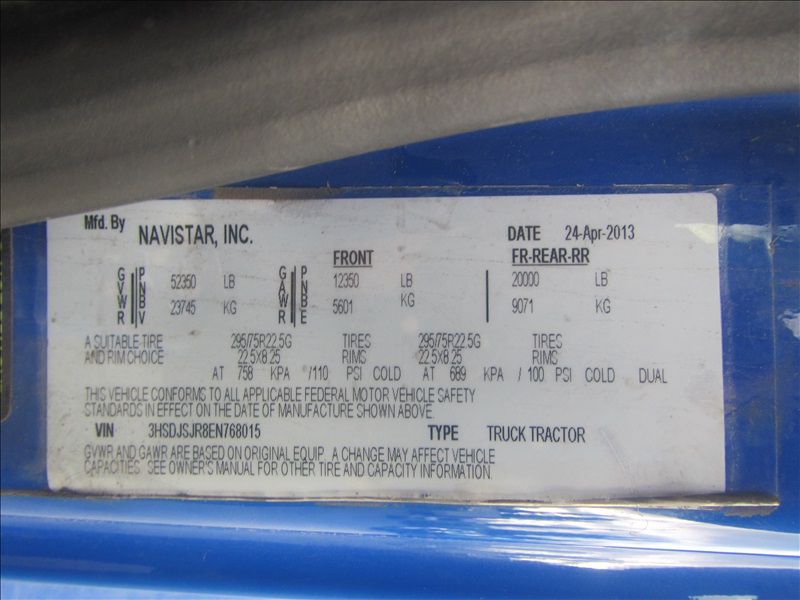 Mfd. By NAVISTAR, INC. DATE 24-Apr-2013
FRONT FR-REAR-RR
GVWR PNBV 52350 LB GAWR PNBE 12350 LB 20000 LB
23745 KG 5601 KG 9071 KG
A SUITABLE TIRE 295/75R22.5G TIRES 295/75R22.5G TIRES
AND RIM CHOICE 22.5X8.25 RIMS 22.5X8.25 RIMS
AT 758 KPA /110 PSI COLD AT 689 KPA / 100 PSI COLD DUAL
THIS VEHICLE CONFORMS TO ALL APPLICABLE FEDERAL MOTOR VEHICLE SAFETY
STANDARDS IN EFFECT ON THE DATE OF MANUFACTURE SHOWN ABOVE.
VIN 3HSDJSJR8EN768015 TYPE TRUCK TRACTOR
GVWR AND GAWR ARE BASED ON ORIGINAL EQUIP. A CHANGE MAY AFFECT VEHICLE
CAPACITIES. SEE OWNER'S MANUAL FOR OTHER TIRE AND CAPACITY INFORMATION.